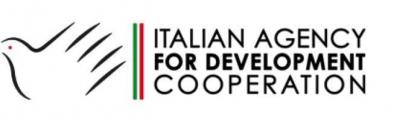 ITALIAN AGENCY
FOR DEVELOPMENT
COOPERATION